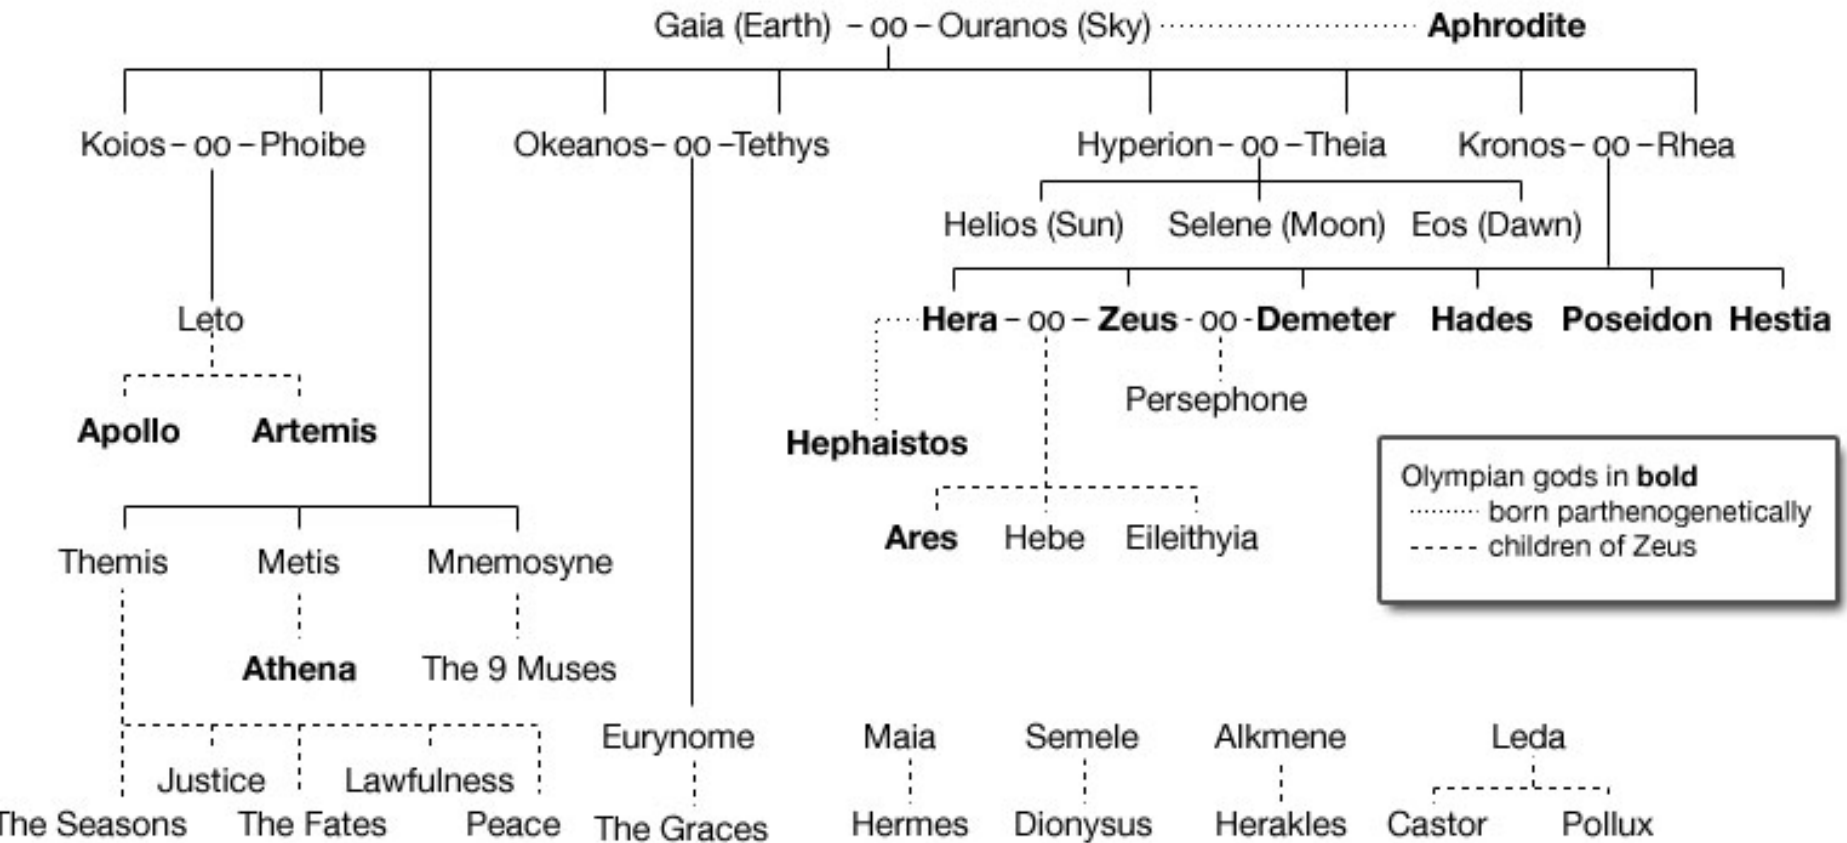 Gaia (Earth) – oo – Ouranos (Sky) Aphrodite
Koios – oo – Phoibe Okeanos – oo – Tethys Hyperion – oo – Theia Kronos – oo – Rhea
Helios (Sun) Selene (Moon) Eos (Dawn)
Leto Hera – oo – Zeus - oo - Demeter Hades Poseidon Hestia
Persephone
Apollo Artemis
Hephaistos
Olympian gods in bold
born parthenogenetically
children of Zeus
Ares Hebe Eileithyia
Themis Metis Mnemosyne
Athena The 9 Muses
Eurynome Maia Semele Alkmene Leda
Justice Lawfulness
The Seasons The Fates Peace The Graces Hermes Dionysus Herakles Castor Pollux